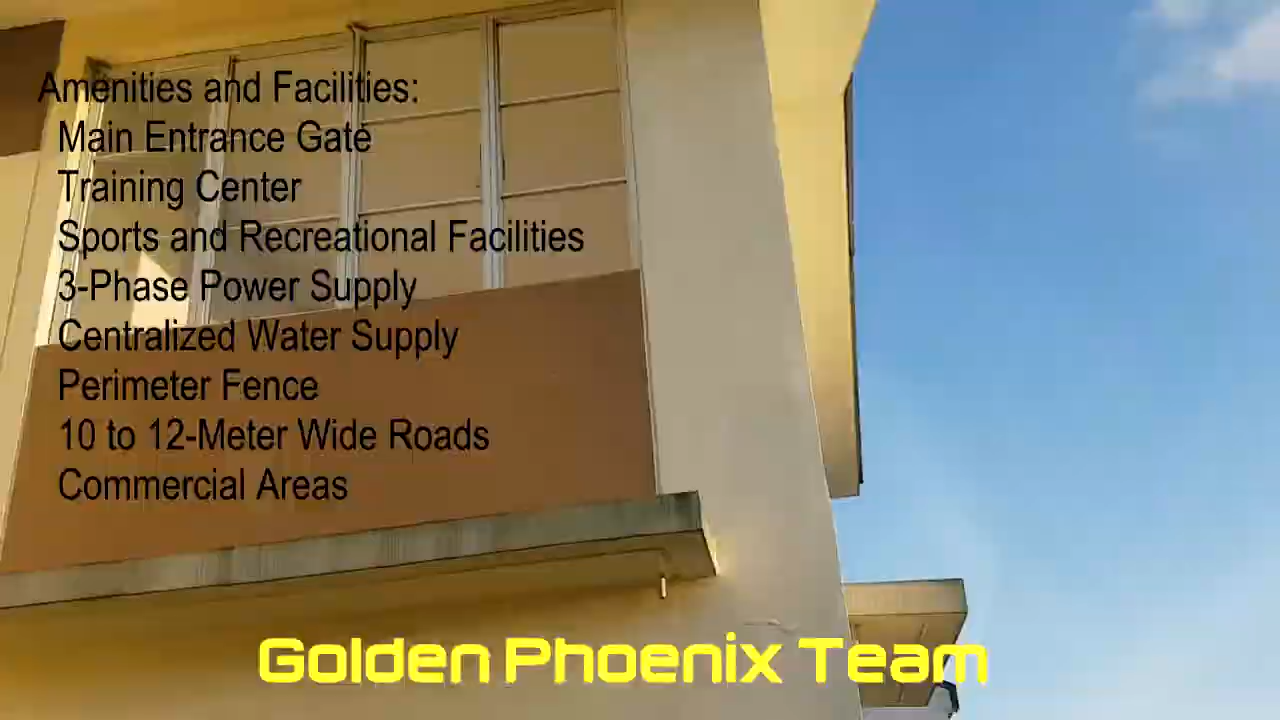 Amenities and Facilities:
Main Entrance Gate
Training Center
Sports and Recreational Facilities
3-Phase Power Supply
Centralized Water Supply
Perimeter Fence
10 to 12-Meter Wide Roads
Commercial Areas
Golden Phoenix Team